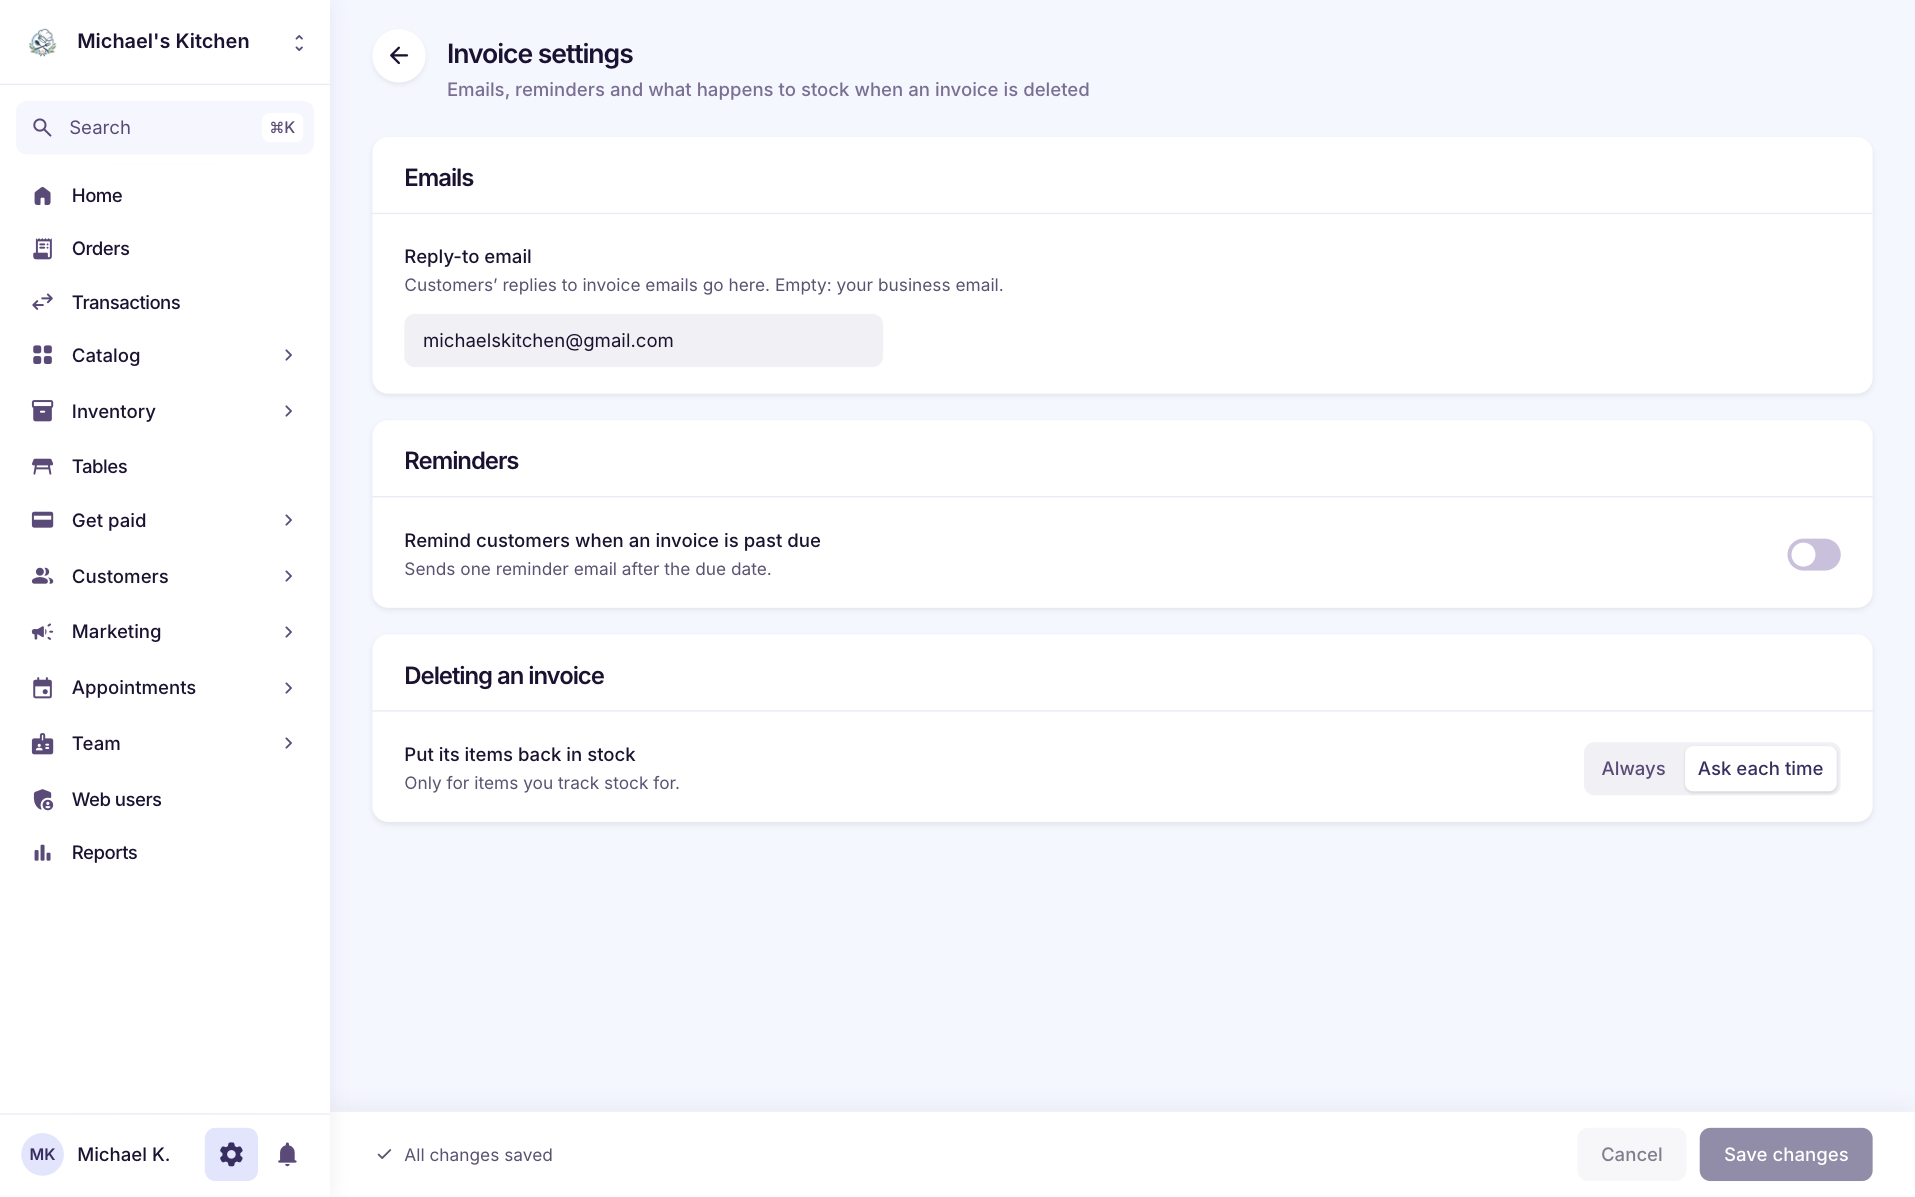 Michael's Kitchen
Search
⌘K
Home
Orders
Transactions
Catalog
Inventory
Tables
Get paid
Customers
Marketing
Appointments
Team
Web users
Reports
MK
Michael K.
Invoice settings
Emails, reminders and what happens to stock when an invoice is deleted
Emails
Reply-to email
Customers’ replies to invoice emails go here. Empty: your business email.
michaelskitchen@gmail.com
Reminders
Remind customers when an invoice is past due
Sends one reminder email after the due date.
Deleting an invoice
Put its items back in stock
Only for items you track stock for.
Always
Ask each time
All changes saved
Cancel
Save changes